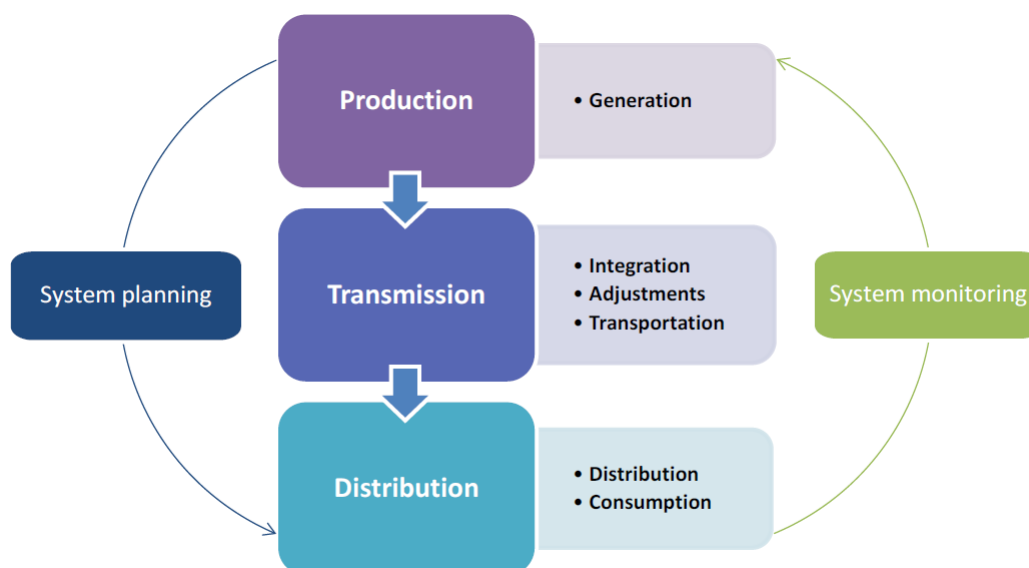 Production
• Generation
System planning
Transmission
• Integration
• Adjustments
• Transportation
System monitoring
Distribution
• Distribution
• Consumption